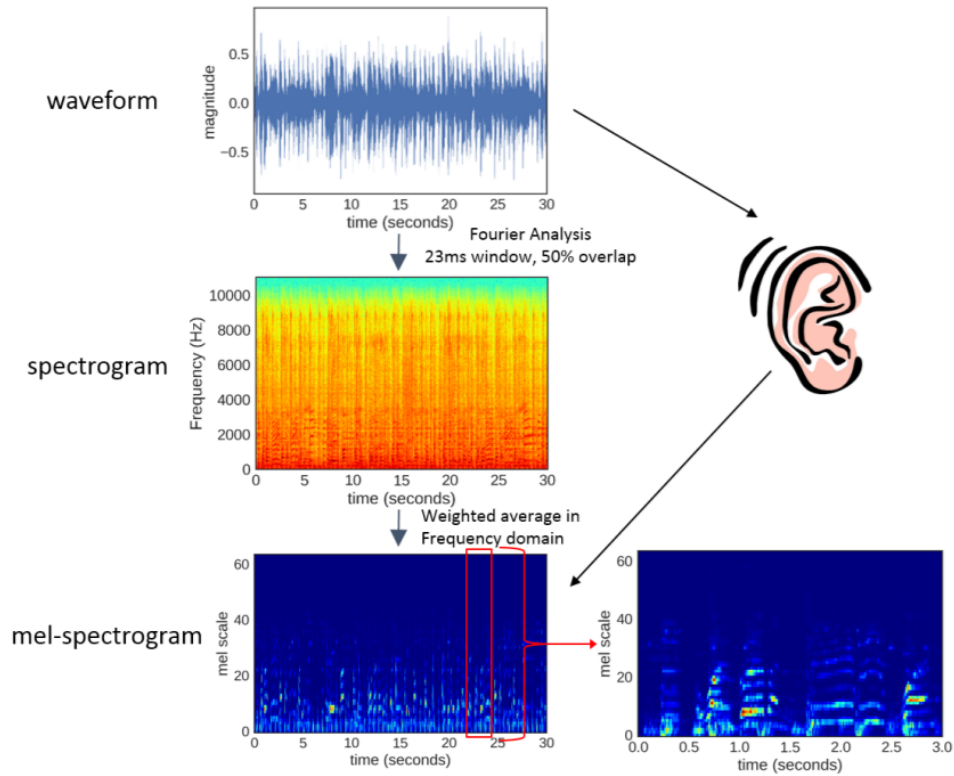 waveform
magnitude
0.5
0.0
−0.5
0 5 10 15 20 25 30
time (seconds)
Fourier Analysis
23ms window, 50% overlap
spectrogram
Frequency (Hz)
10000
8000
6000
4000
2000
0
0 5 10 15 20 25 30
time (seconds)
Weighted average in
Frequency domain
mel-spectrogram
mel scale
60
40
20
0
0 5 10 15 20 25 30
time (seconds)
mel scale
60
40
20
0
0.0 0.5 1.0 1.5 2.0 2.5 3.0
time (seconds)